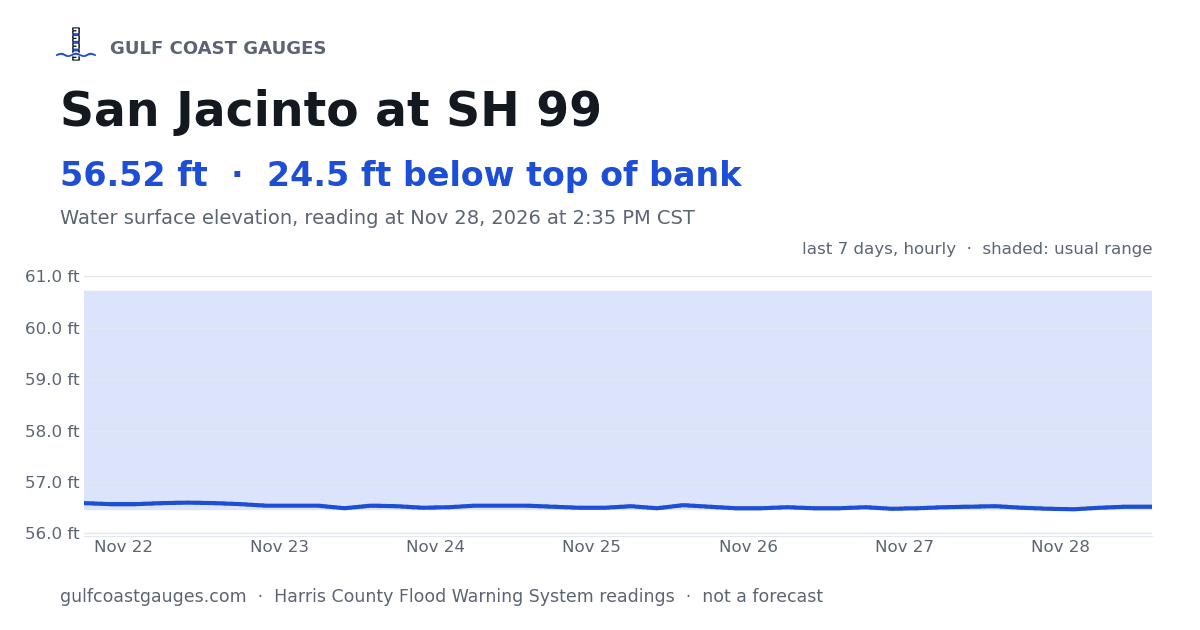 GULF COAST GAUGES
San Jacinto at SH 99
56.52 ft · 24.5 ft below top of bank
Water surface elevation, reading at Nov 28, 2026 at 2:35 PM CST
last 7 days, hourly · shaded: usual range
61.0 ft
60.0 ft
59.0 ft
58.0 ft
57.0 ft
56.0 ft
Nov 22 Nov 23 Nov 24 Nov 25 Nov 26 Nov 27 Nov 28
gulfcoastgauges.com · Harris County Flood Warning System readings · not a forecast